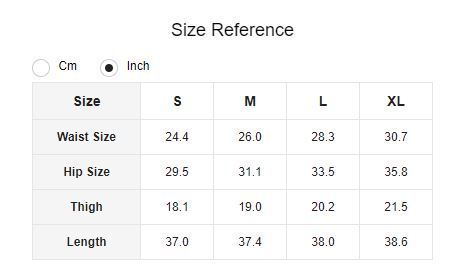 Size Reference
Cm Inch
Size S M L XL
Waist Size 24.4 26.0 28.3 30.7
Hip Size 29.5 31.1 33.5 35.8
Thigh 18.1 19.0 20.2 21.5
Length 37.0 37.4 38.0 38.6